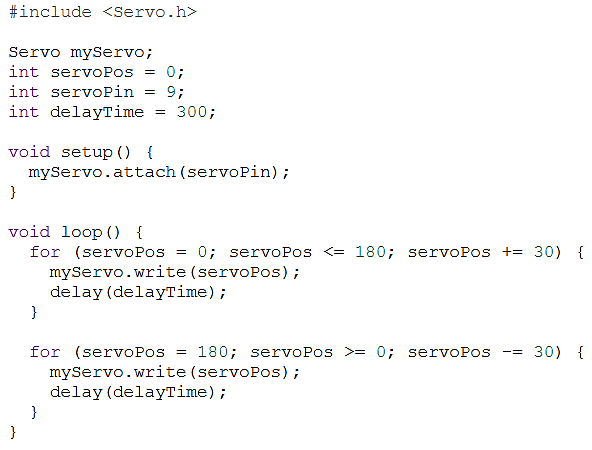 #include <Servo.h>

Servo myServo;
int servoPos = 0;
int servoPin = 9;
int delayTime = 300;

void setup() {
  myServo.attach(servoPin);
}

void loop() {
  for (servoPos = 0; servoPos <= 180; servoPos += 30) {
    myServo.write(servoPos);
    delay(delayTime);
  }

  for (servoPos = 180; servoPos >= 0; servoPos -= 30) {
    myServo.write(servoPos);
    delay(delayTime);
  }
}